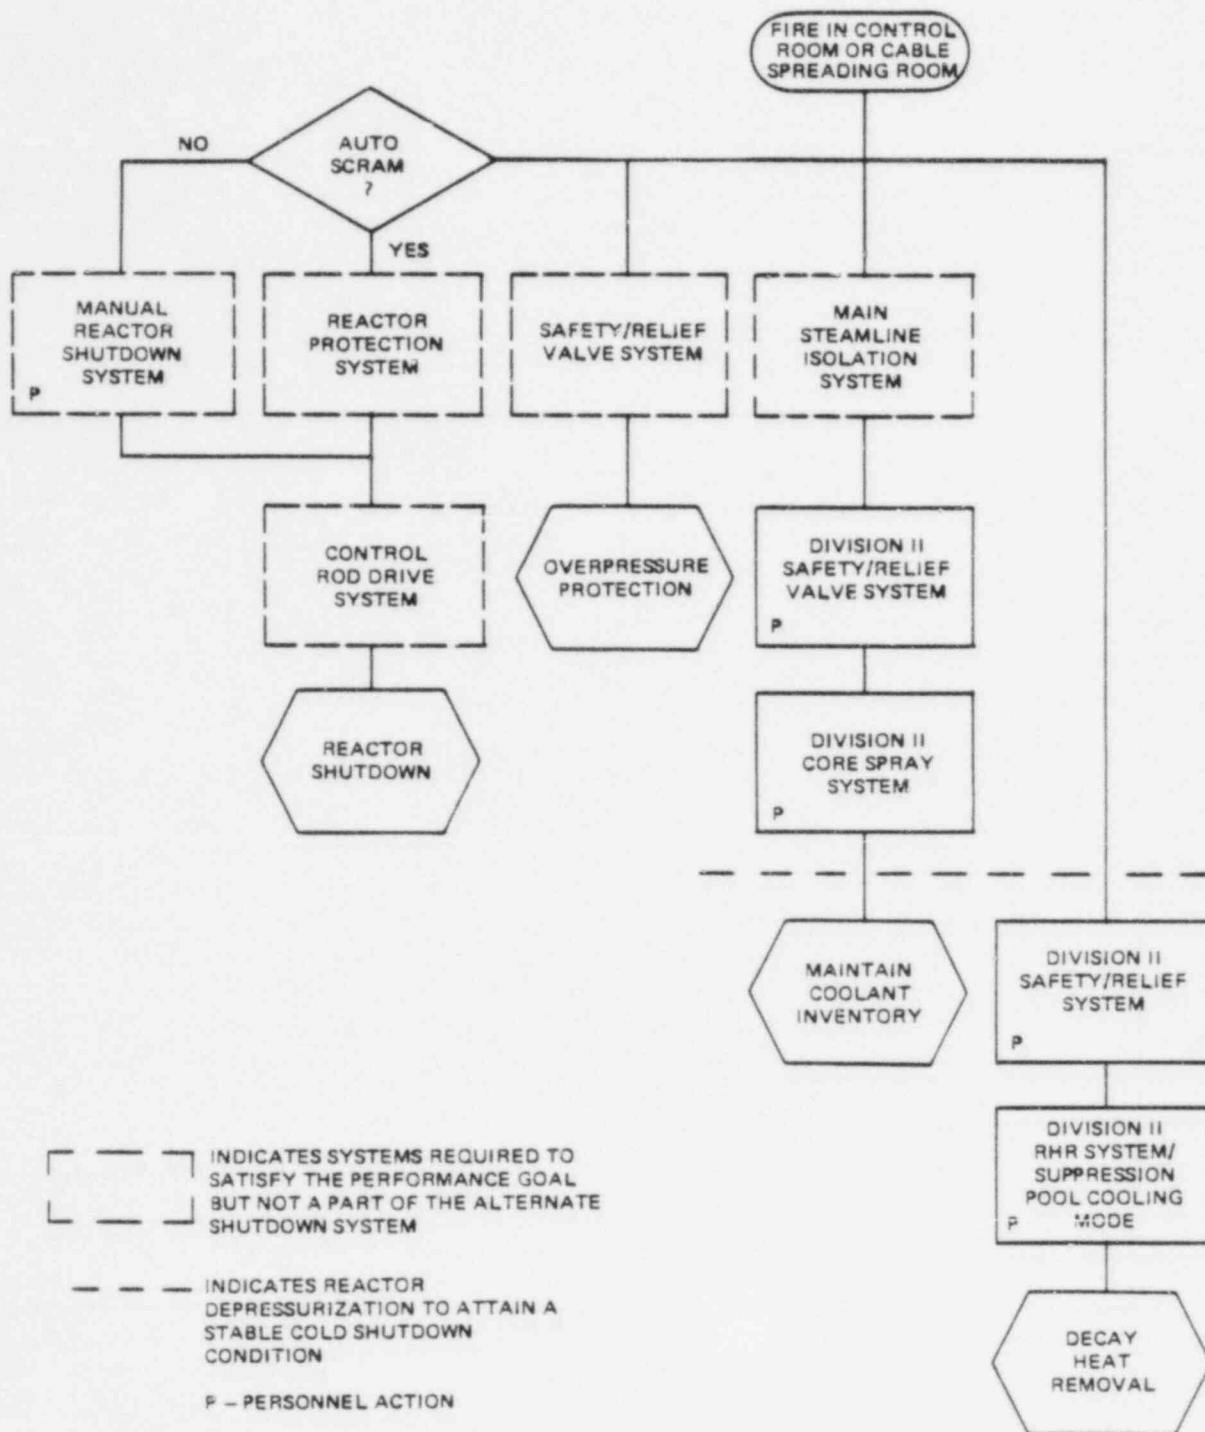 FIRE IN CONTROL
ROOM OR CABLE
SPREADING ROOM
NO
AUTO
SCRAM
?
YES
MANUAL
REACTOR
SHUTDOWN
SYSTEM
P
REACTOR
PROTECTION
SYSTEM
SAFETY/RELIEF
VALVE SYSTEM
MAIN
STEAMLINE
ISOLATION
SYSTEM
CONTROL
ROD DRIVE
SYSTEM
OVERPRESSURE
PROTECTION
DIVISION II
SAFETY/RELIEF
VALVE SYSTEM
P
REACTOR
SHUTDOWN
DIVISION II
CORE SPRAY
SYSTEM
P
MAINTAIN
COOLANT
INVENTORY
DIVISION II
SAFETY/RELIEF
SYSTEM
P
DIVISION II
RHR SYSTEM/
SUPPRESSION
POOL COOLING
MODE
P
DECAY
HEAT
REMOVAL
INDICATES SYSTEMS REQUIRED TO
SATISFY THE PERFORMANCE GOAL
BUT NOT A PART OF THE ALTERNATE
SHUTDOWN SYSTEM
INDICATES REACTOR
DEPRESSURIZATION TO ATTAIN A
STABLE COLD SHUTDOWN
CONDITION
P – PERSONNEL ACTION